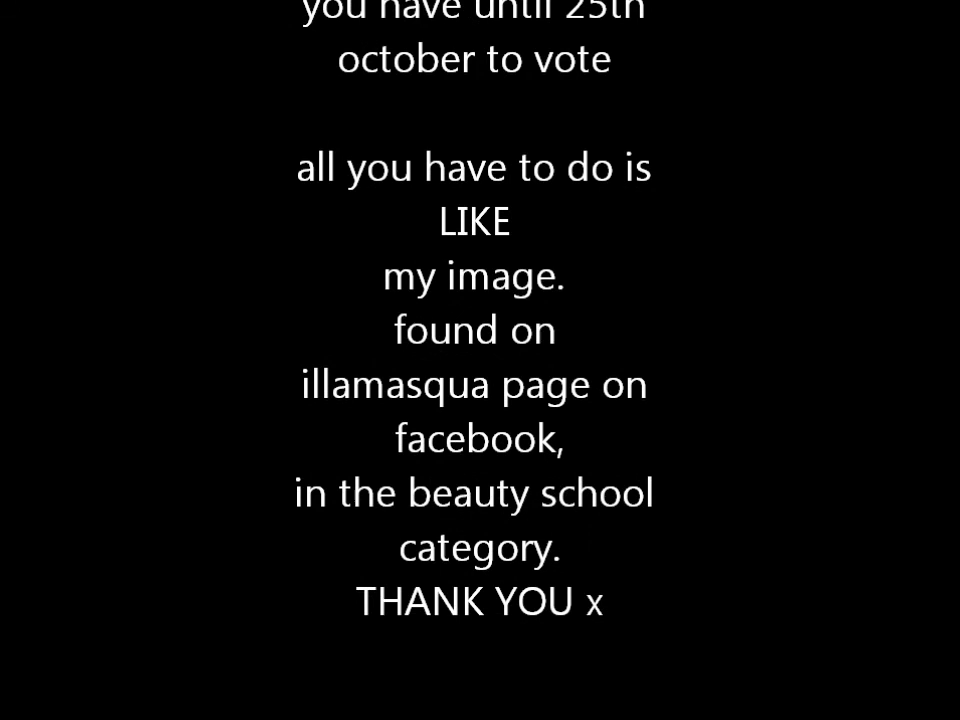 you have until 25th
october to vote
all you have to do is
LIKE
my image.
found on
illamasqua page on
facebook,
in the beauty school
category.
THANK YOU x